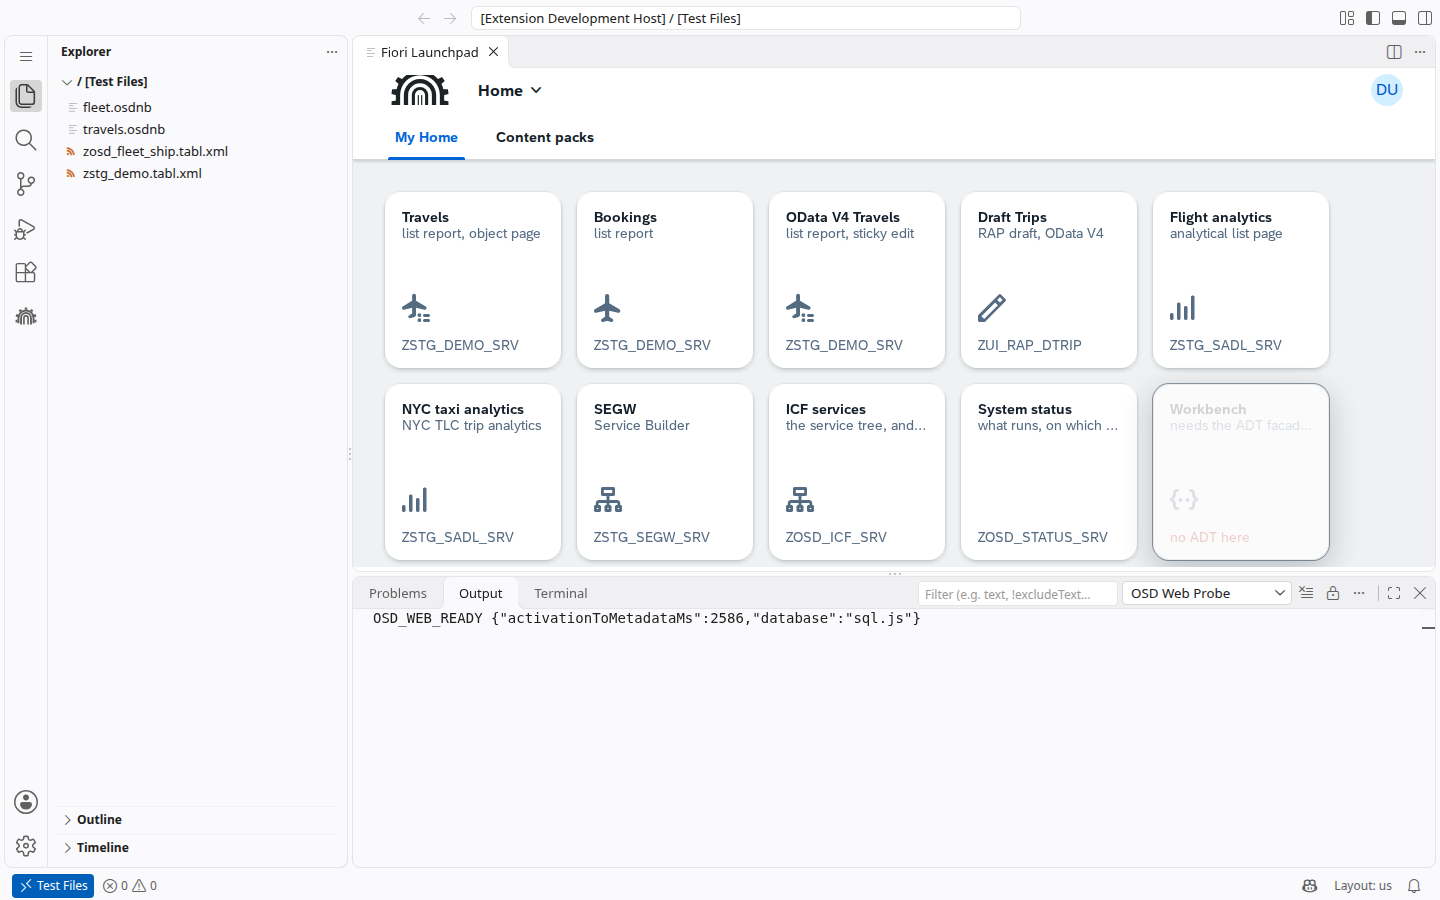 [Extension Development Host] / [Test Files]
Explorer
/ [Test Files]
fleet.osdnb
travels.osdnb
zosd_fleet_ship.tabl.xml
zstg_demo.tabl.xml
Outline
Timeline
Fiori Launchpad
Home
DU
My Home
Content packs
Travels
list report, object page
ZSTG_DEMO_SRV
Bookings
list report
ZSTG_DEMO_SRV
OData V4 Travels
list report, sticky edit
ZSTG_DEMO_SRV
Draft Trips
RAP draft, OData V4
ZUI_RAP_DTRIP
Flight analytics
analytical list page
ZSTG_SADL_SRV
NYC taxi analytics
NYC TLC trip analytics
ZSTG_SADL_SRV
SEGW
Service Builder
ZSTG_SEGW_SRV
ICF services
the service tree, and...
ZOSD_ICF_SRV
System status
what runs, on which ...
ZOSD_STATUS_SRV
Workbench
needs the ADT facad...
no ADT here
Problems
Output
Terminal
Filter (e.g. text, !excludeText...
OSD Web Probe
OSD_WEB_READY {"activationToMetadataMs":2586,"database":"sql.js"}
Test Files
0
0
Layout: us